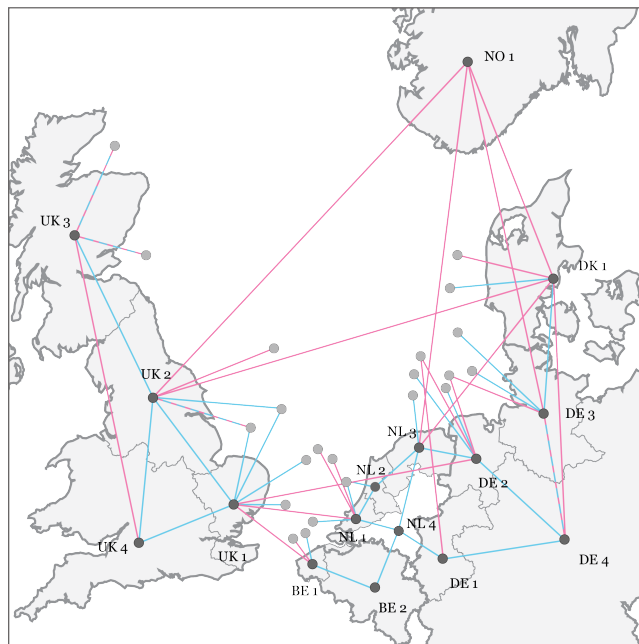 NO 1
UK 3
DK 1
UK 2
DE 3
NL 3
NL 2
DE 2
NL 1
NL 4
UK 4
UK 1
DE 1
DE 4
BE 1
BE 2